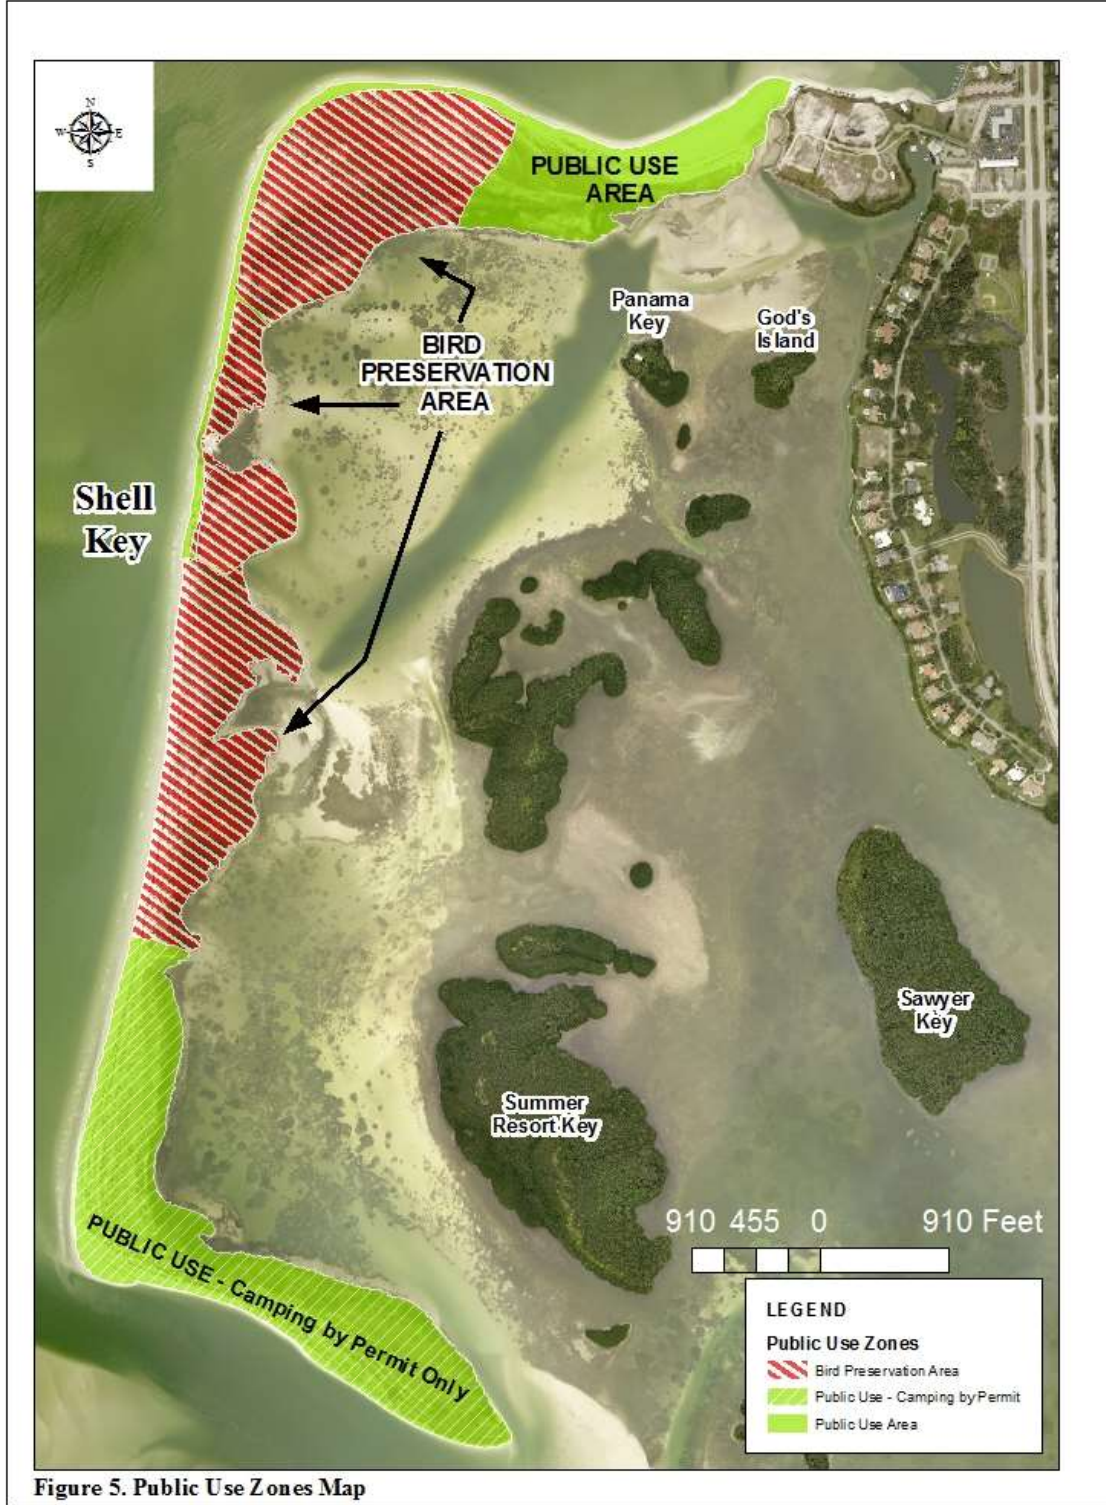 N
W E
S
PUBLIC USE
AREA
Panama
Key
God's
Island
BIRD
PRESERVATION
AREA
Shell
Key
Sawyer
Key
Summer
Resort Key
PUBLIC USE - Camping by Permit Only
910 455 0 910 Feet
LEGEND
Public Use Zones
Bird Preservation Area
Public Use - Camping by Permit
Public Use Area
Figure 5. Public Use Zones Map